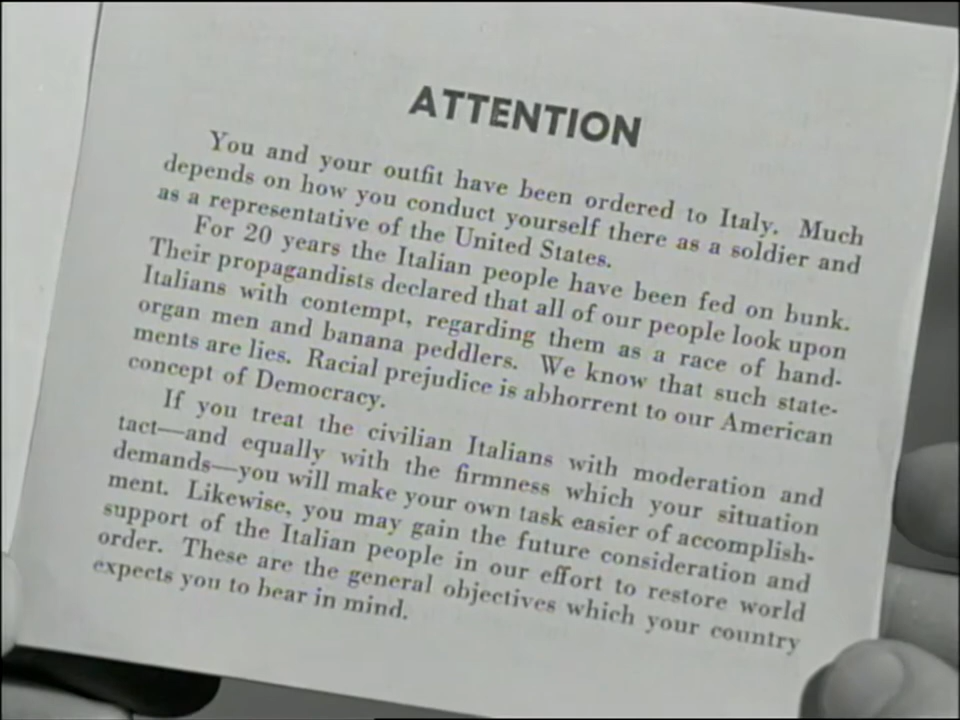 ATTENTION
You and your outfit have been ordered to Italy. Much
depends on how you conduct yourself there as a soldier and
as a representative of the United States.
For 20 years the Italian people have been fed on bunk.
Their propagandists declared that all of our people look upon
Italians with contempt, regarding them as a race of hand-
organ men and banana peddlers. We know that such state-
ments are lies. Racial prejudice is abhorrent to our American
concept of Democracy.
If you treat the civilian Italians with moderation and
tact—and equally with the firmness which your situation
demands—you will make your own task easier of accomplish-
ment. Likewise, you may gain the future consideration and
support of the Italian people in our effort to restore world
order. These are the general objectives which your country
expects you to bear in mind.